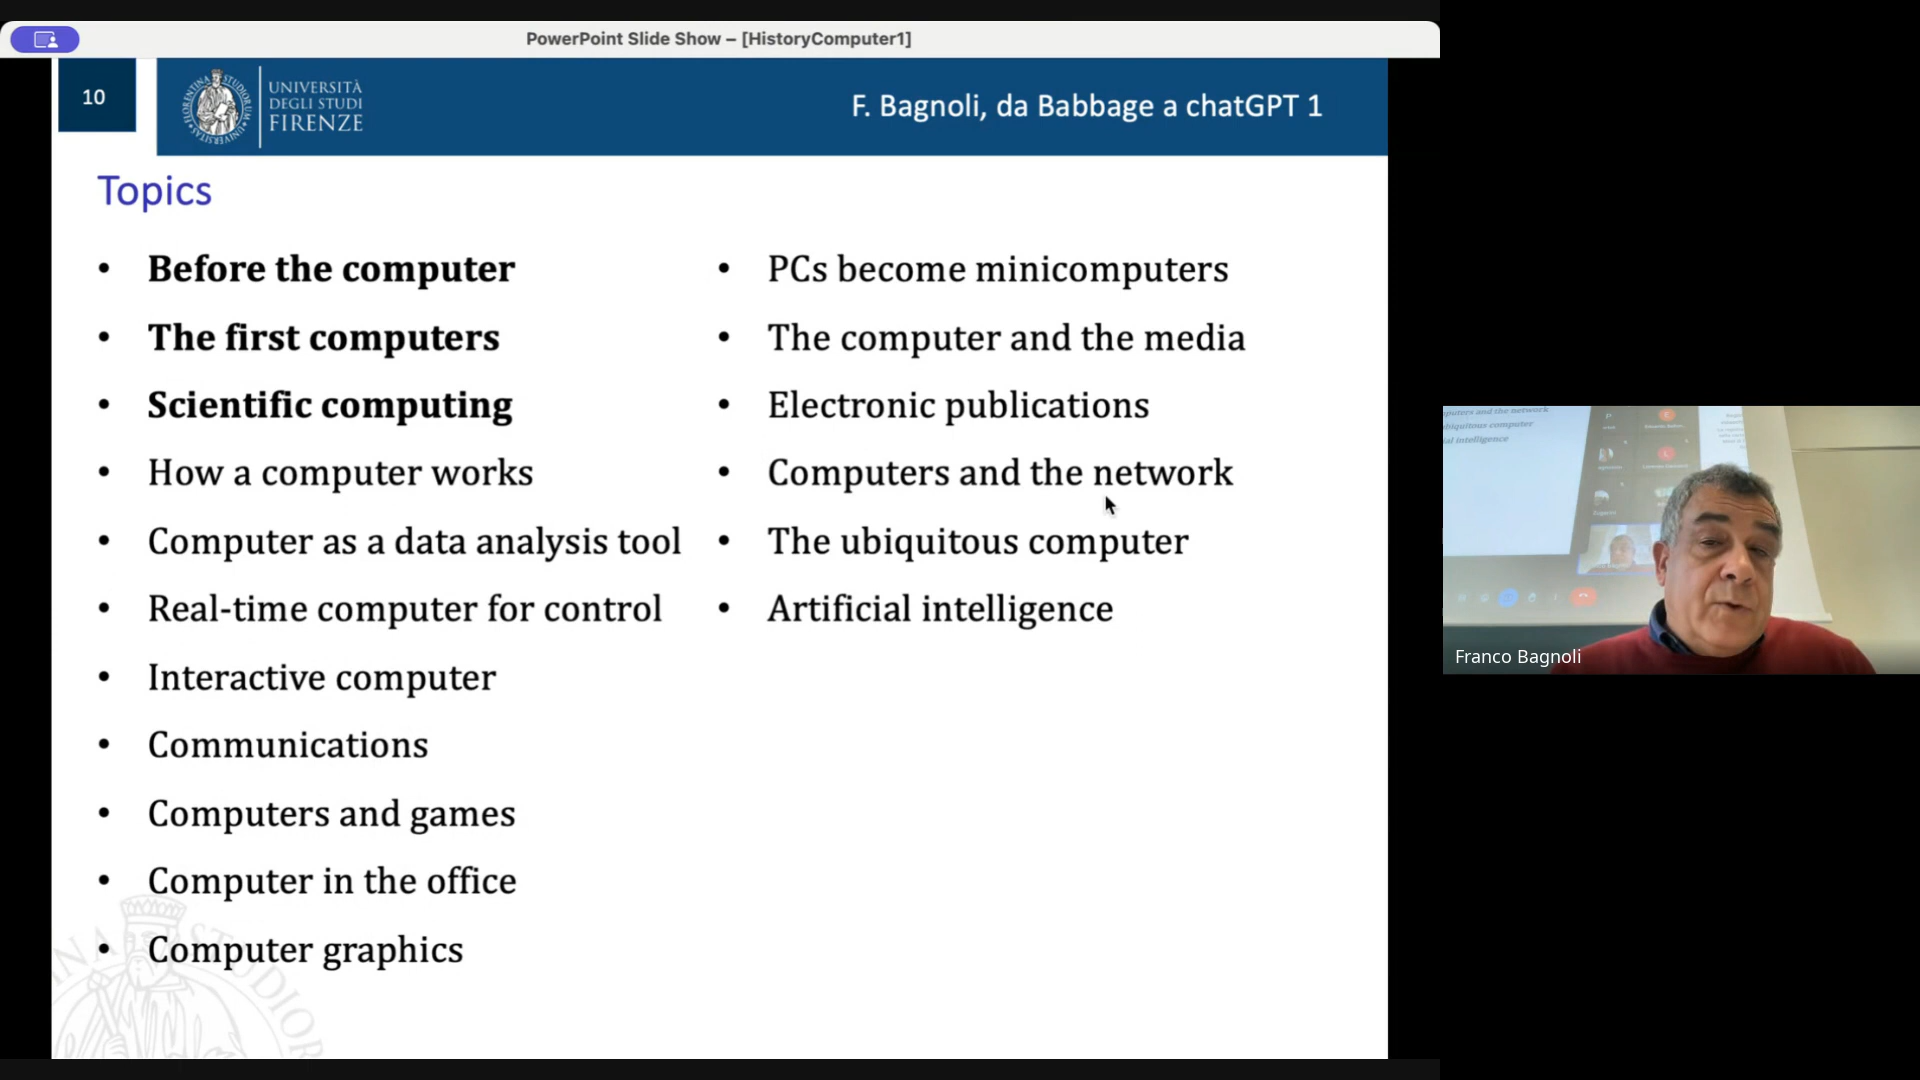 PowerPoint Slide Show – [HistoryComputer1]
10
UNIVERSITÀ
DEGLI STUDI
FIRENZE
F. Bagnoli, da Babbage a chatGPT 1
Topics
• Before the computer
• The first computers
• Scientific computing
• How a computer works
• Computer as a data analysis tool
• Real-time computer for control
• Interactive computer
• Communications
• Computers and games
• Computer in the office
• Computer graphics
• PCs become minicomputers
• The computer and the media
• Electronic publications
• Computers and the network
• The ubiquitous computer
• Artificial intelligence
Franco Bagnoli